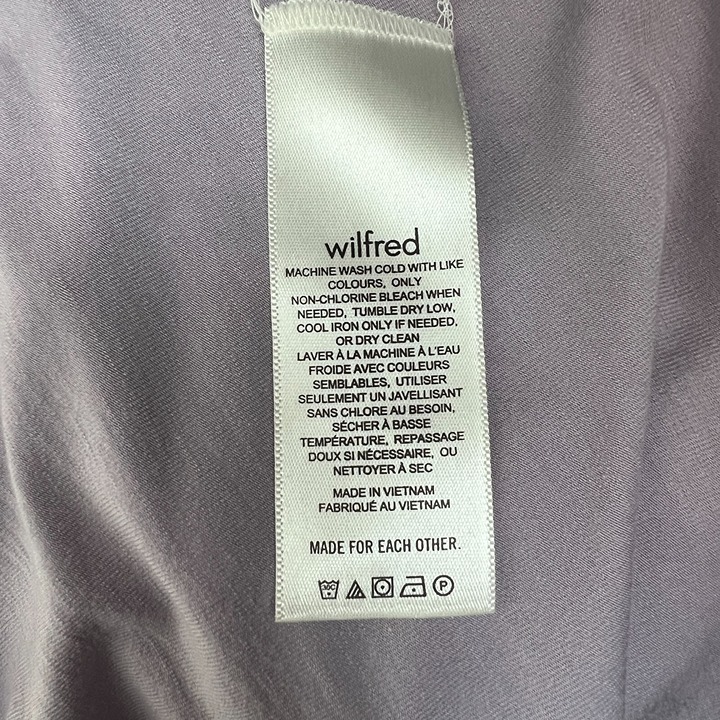 wilfred
MACHINE WASH COLD WITH LIKE
COLOURS, ONLY
NON-CHLORINE BLEACH WHEN
NEEDED, TUMBLE DRY LOW,
COOL IRON ONLY IF NEEDED,
OR DRY CLEAN
LAVER À LA MACHINE À L'EAU
FROIDE AVEC COULEURS
SEMBLABLES, UTILISER
SEULEMENT UN JAVELLISANT
SANS CHLORE AU BESOIN,
SÉCHER À BASSE
TEMPÉRATURE, REPASSAGE
DOUX SI NÉCESSAIRE, OU
NETTOYER À SEC
MADE IN VIETNAM
FABRIQUÉ AU VIETNAM
MADE FOR EACH OTHER.
30C P